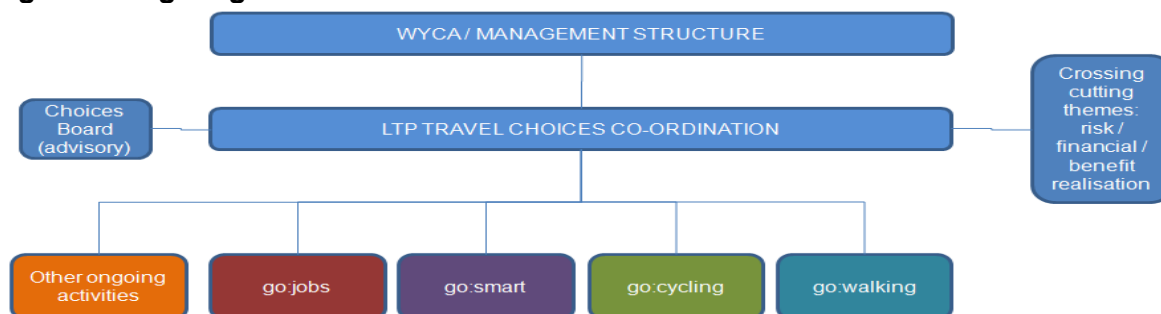 WYCA / MANAGEMENT STRUCTURE
Choices
Board
(advisory)
LTP TRAVEL CHOICES CO-ORDINATION
Crossing
cutting
themes:
risk /
financial /
benefit
realisation
Other ongoing
activities
go:jobs
go:smart
go:cycling
go:walking